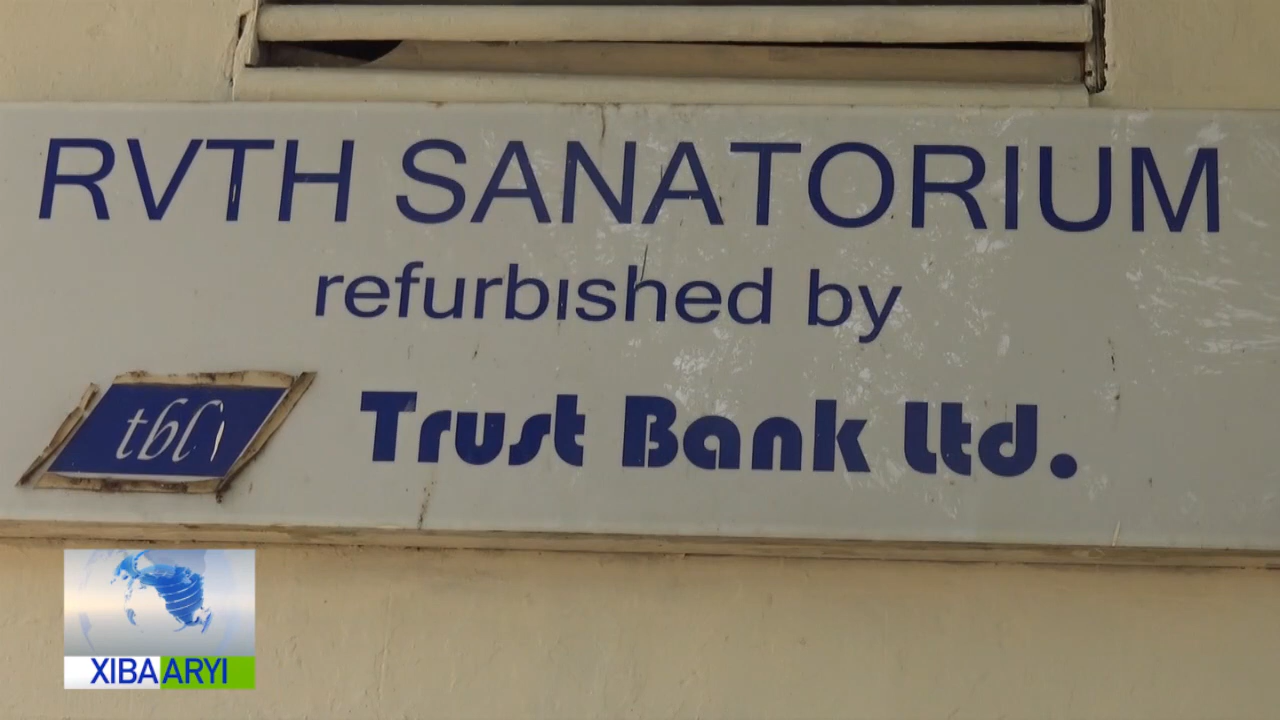 RVTH SANATORIUM
refurbished by
tbl
Trust Bank Ltd.
XIBAARYI